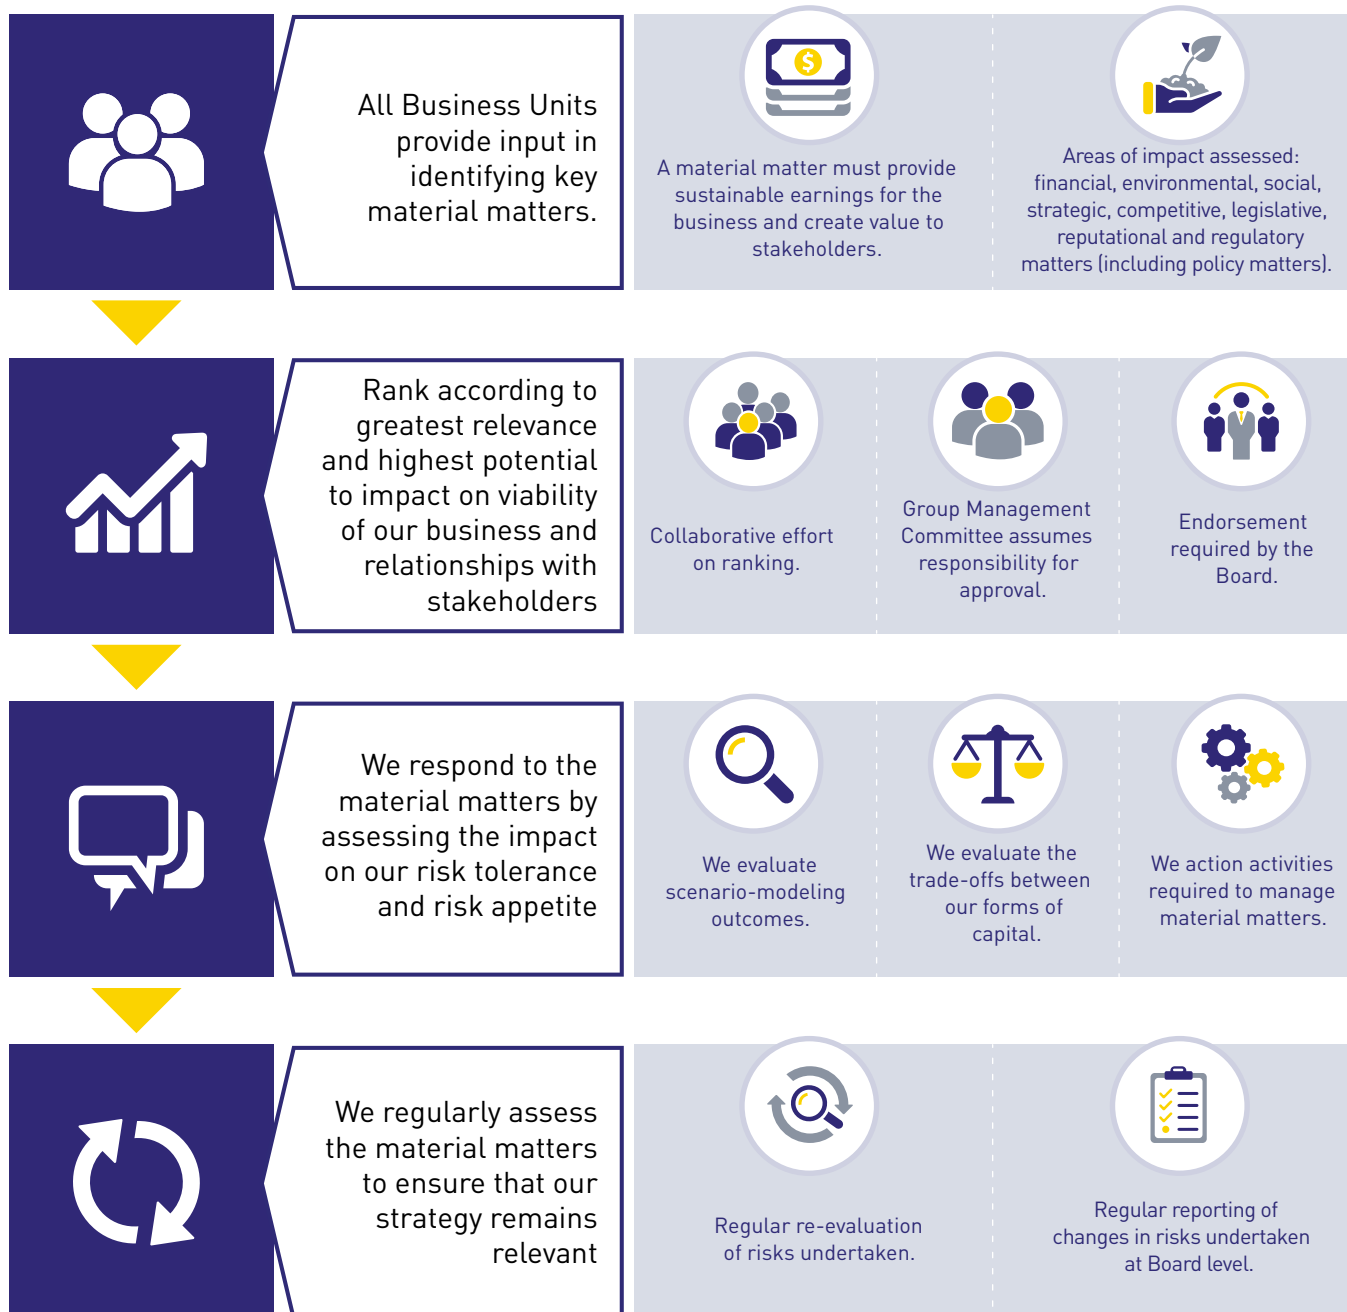 All Business Units
provide input in
identifying key
material matters.
$
A material matter must provide
sustainable earnings for the
business and create value to
stakeholders.
Areas of impact assessed:
financial, environmental, social,
strategic, competitive, legislative,
reputational and regulatory
matters (including policy matters).
Rank according to
greatest relevance
and highest potential
to impact on viability
of our business and
relationships with
stakeholders
Collaborative effort
on ranking.
Group Management
Committee assumes
responsibility for
approval.
Endorsement
required by the
Board.
We respond to the
material matters by
assessing the impact
on our risk tolerance
and risk appetite
We evaluate
scenario-modeling
outcomes.
We evaluate the
trade-offs between
our forms of
capital.
We action activities
required to manage
material matters.
We regularly assess
the material matters
to ensure that our
strategy remains
relevant
Regular re-evaluation
of risks undertaken.
Regular reporting of
changes in risks undertaken
at Board level.